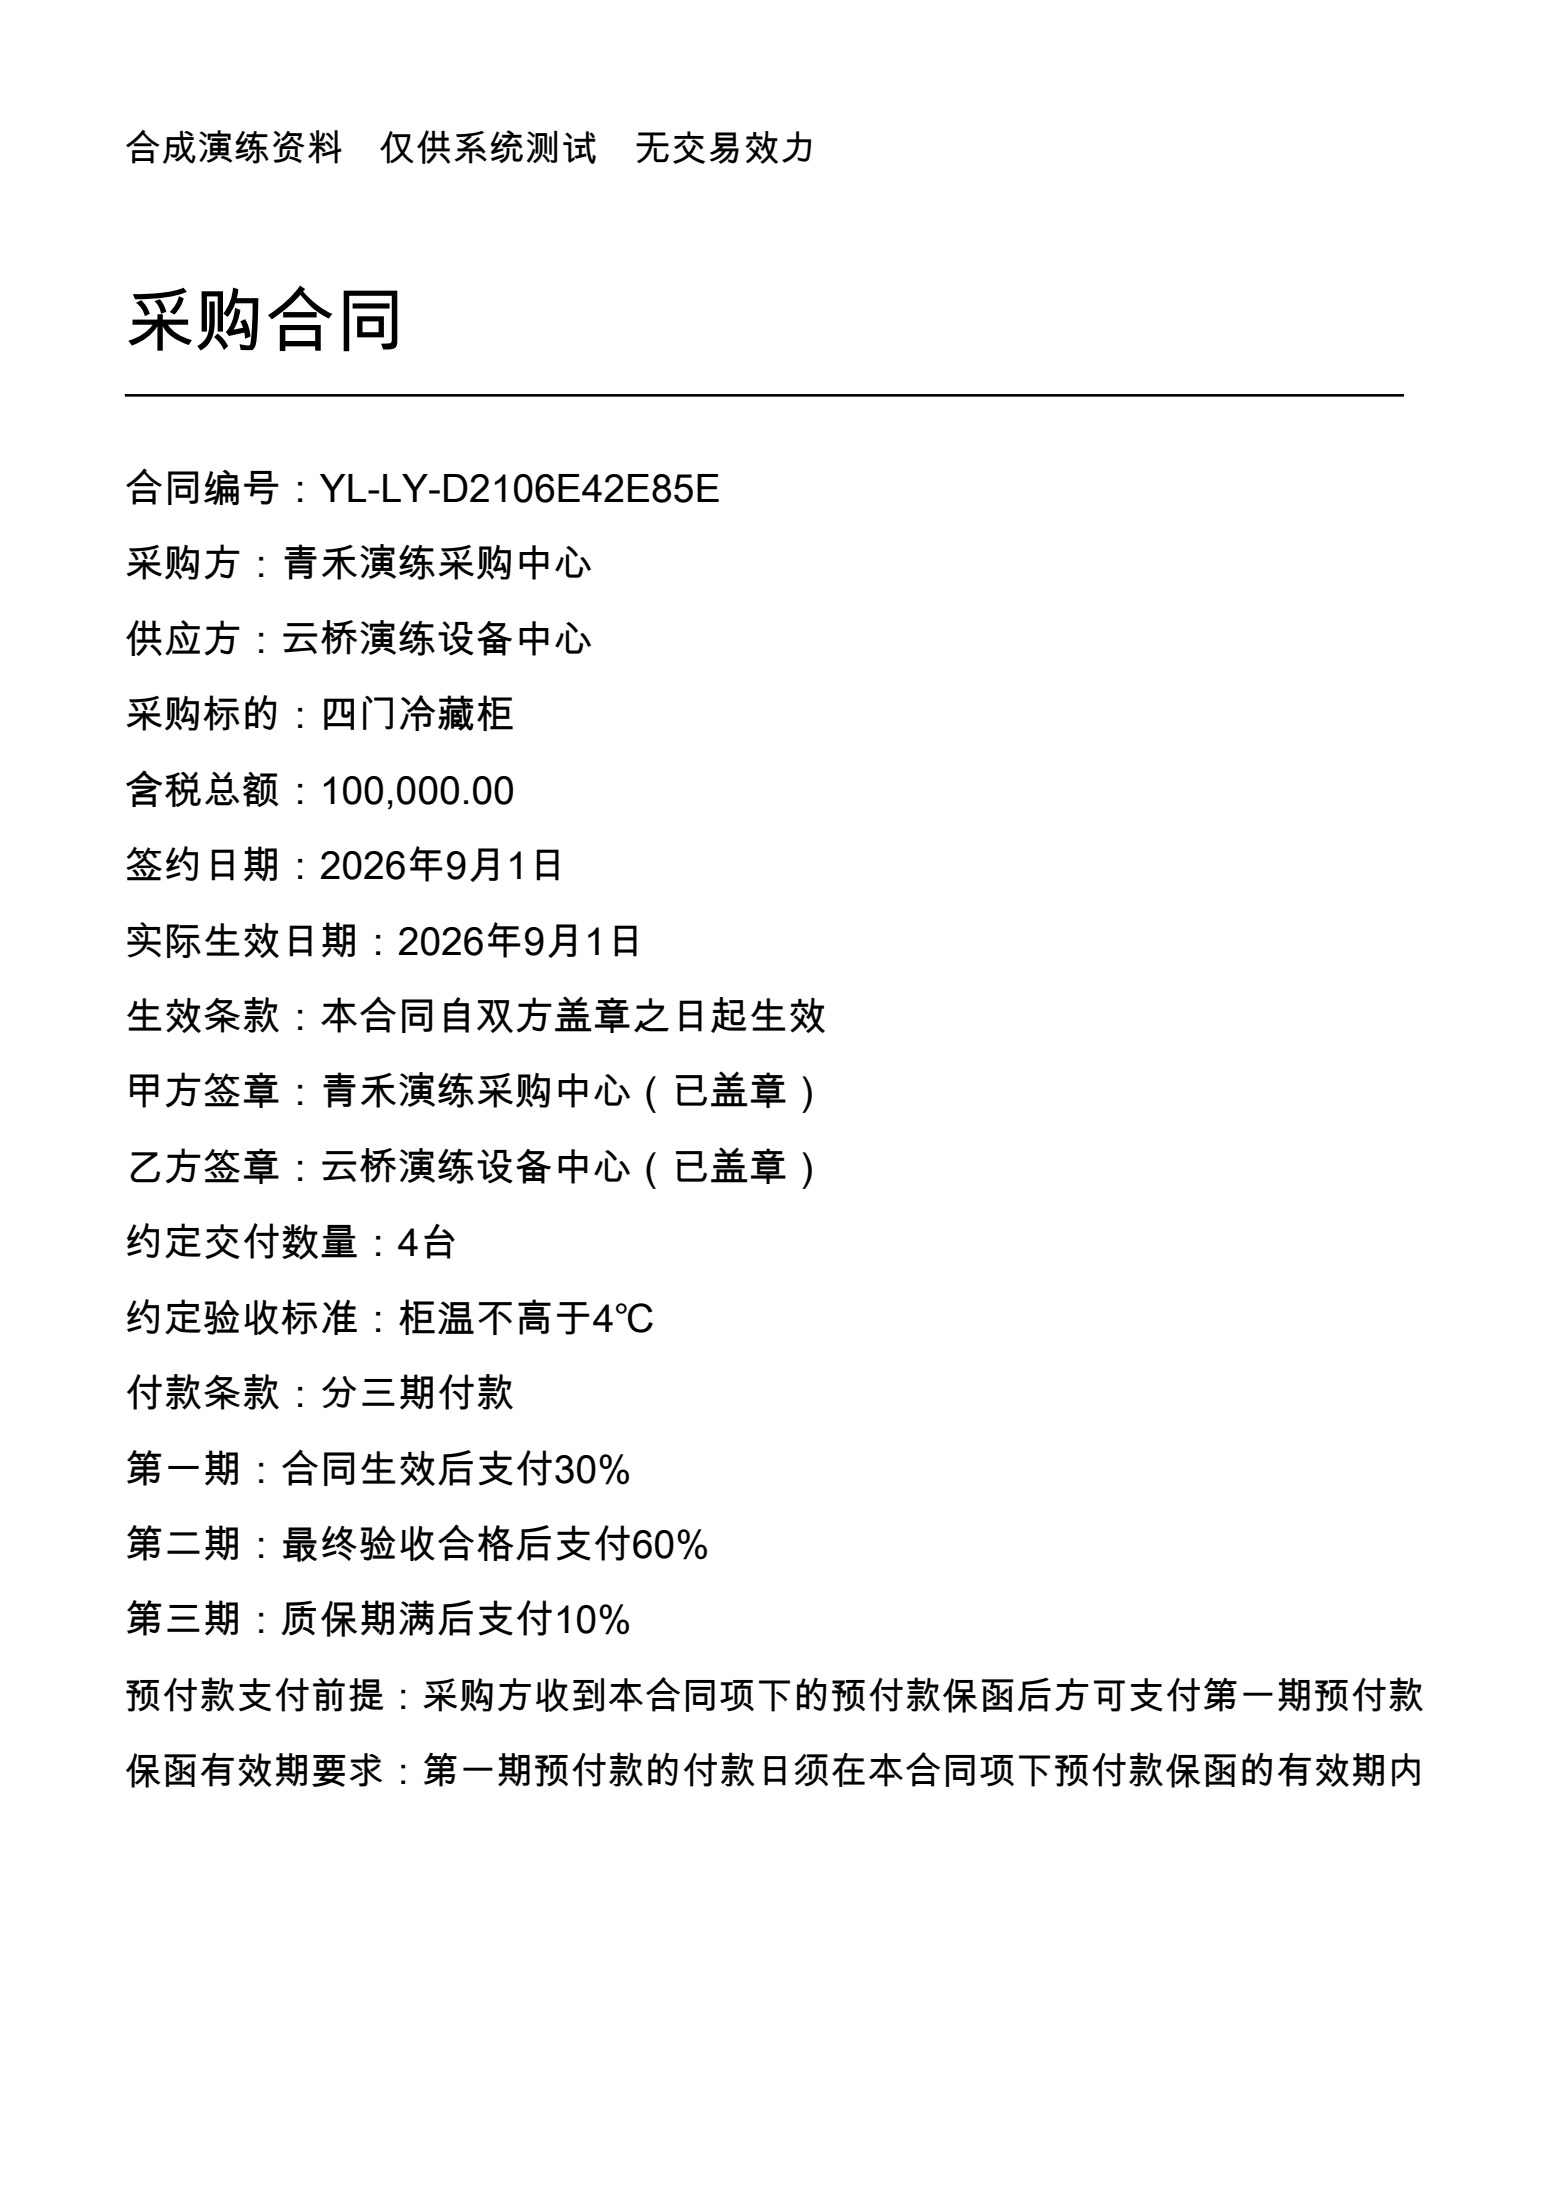 合成演练资料　仅供系统测试　无交易效力
采购合同
合同编号：YL-LY-D2106E42E85E
采购方：青禾演练采购中心
供应方：云桥演练设备中心
采购标的：四门冷藏柜
含税总额：100,000.00
签约日期：2026年9月1日
实际生效日期：2026年9月1日
生效条款：本合同自双方盖章之日起生效
甲方签章：青禾演练采购中心（已盖章）
乙方签章：云桥演练设备中心（已盖章）
约定交付数量：4台
约定验收标准：柜温不高于4℃
付款条款：分三期付款
第一期：合同生效后支付30%
第二期：最终验收合格后支付60%
第三期：质保期满后支付10%
预付款支付前提：采购方收到本合同项下的预付款保函后方可支付第一期预付款
保函有效期要求：第一期预付款的付款日须在本合同项下预付款保函的有效期内